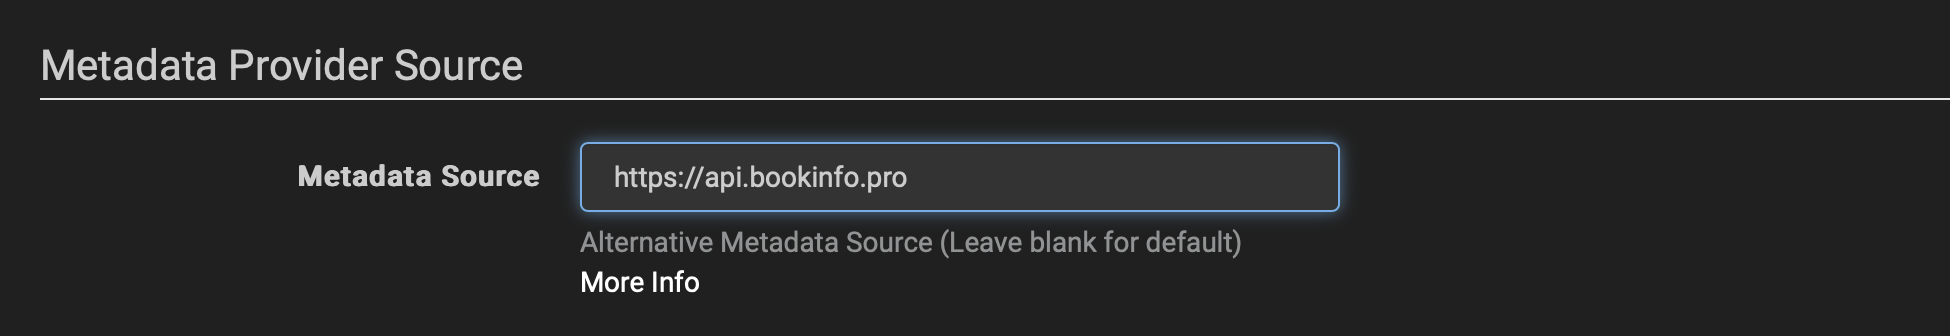 Metadata Provider Source
Metadata Source
https://api.bookinfo.pro
Alternative Metadata Source (Leave blank for default)
More Info